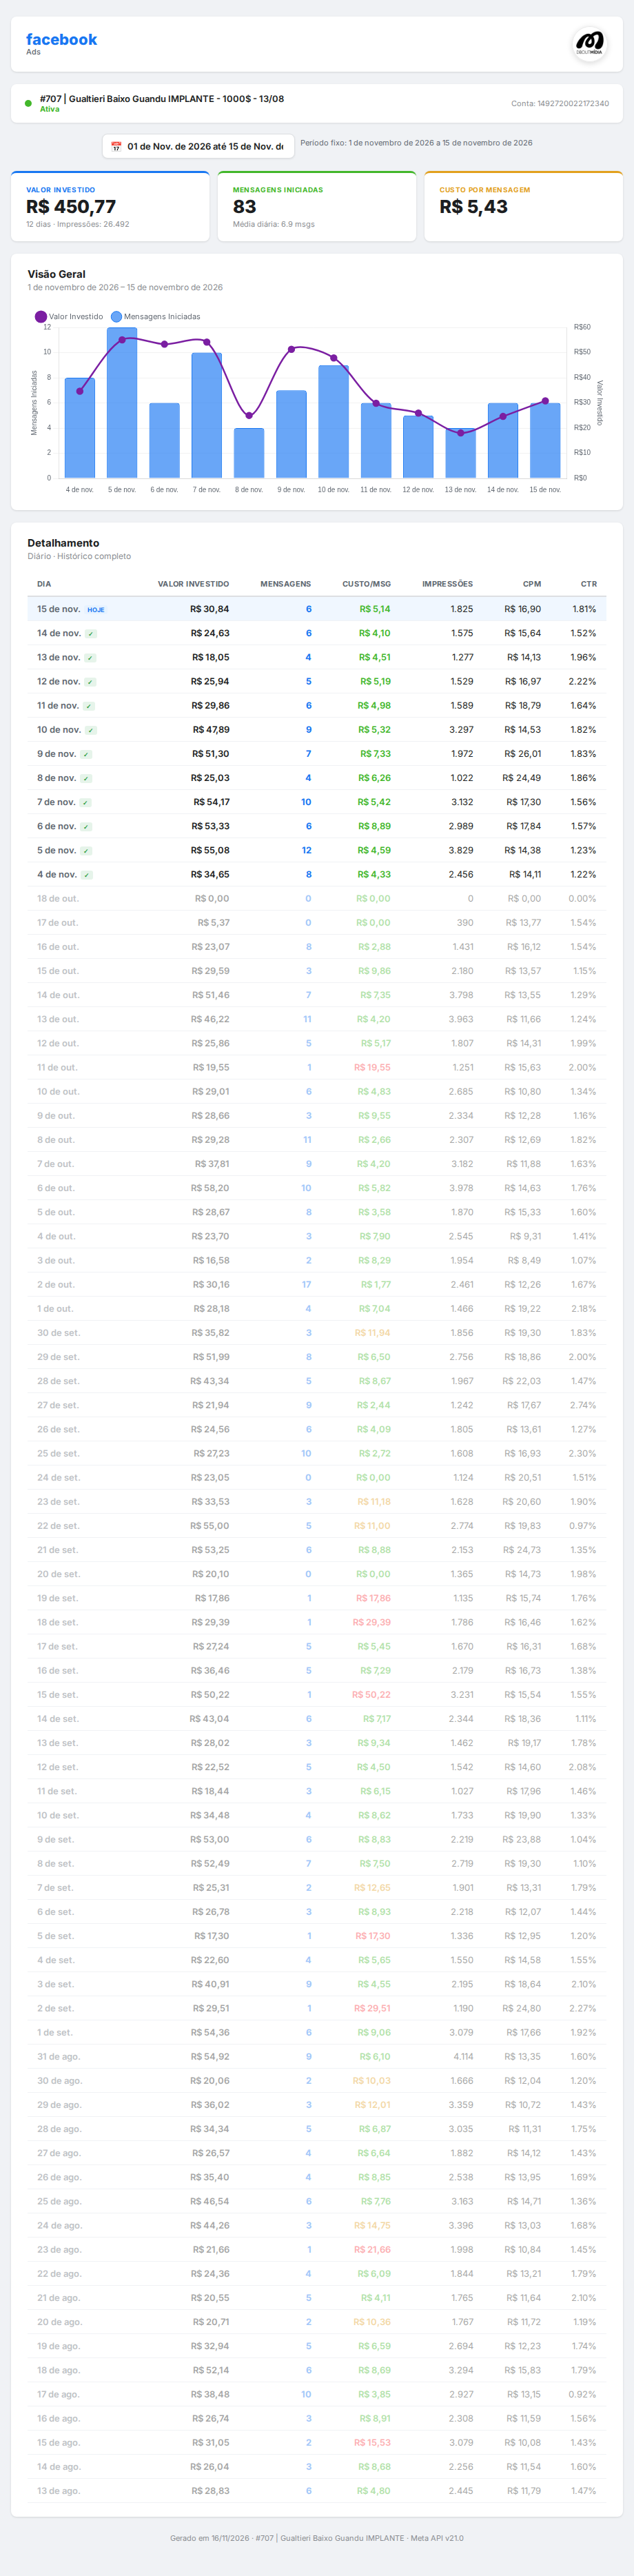 facebook
Ads
DEOUTMÍDIA
#707 | Gualtieri Baixo Guandu IMPLANTE - 1000$ - 13/08
Ativa
Conta: 1492720022172340
01 de Nov. de 2026 até 15 de Nov. de
Período fixo: 1 de novembro de 2026 a 15 de novembro de 2026
VALOR INVESTIDO
R$ 450,77
12 dias · Impressões: 26.492
MENSAGENS INICIADAS
83
Média diária: 6.9 msgs
CUSTO POR MENSAGEM
R$ 5,43
Visão Geral
1 de novembro de 2026 – 15 de novembro de 2026
Valor Investido Mensagens Iniciadas
Mensagens Iniciadas
12
10
8
6
4
2
0
R$60
R$50
R$40
R$30
R$20
R$10
R$0
Valor Investido
4 de nov. 5 de nov. 6 de nov. 7 de nov. 8 de nov. 9 de nov. 10 de nov. 11 de nov. 12 de nov. 13 de nov. 14 de nov. 15 de nov.
Detalhamento
Diário · Histórico completo
DIA VALOR INVESTIDO MENSAGENS CUSTO/MSG IMPRESSÕES CPM CTR
15 de nov. HOJE R$ 30,84 6 R$ 5,14 1.825 R$ 16,90 1.81%
14 de nov. ✓ R$ 24,63 6 R$ 4,10 1.575 R$ 15,64 1.52%
13 de nov. ✓ R$ 18,05 4 R$ 4,51 1.277 R$ 14,13 1.96%
12 de nov. ✓ R$ 25,94 5 R$ 5,19 1.529 R$ 16,97 2.22%
11 de nov. ✓ R$ 29,86 6 R$ 4,98 1.589 R$ 18,79 1.64%
10 de nov. ✓ R$ 47,89 9 R$ 5,32 3.297 R$ 14,53 1.82%
9 de nov. ✓ R$ 51,30 7 R$ 7,33 1.972 R$ 26,01 1.83%
8 de nov. ✓ R$ 25,03 4 R$ 6,26 1.022 R$ 24,49 1.86%
7 de nov. ✓ R$ 54,17 10 R$ 5,42 3.132 R$ 17,30 1.56%
6 de nov. ✓ R$ 53,33 6 R$ 8,89 2.989 R$ 17,84 1.57%
5 de nov. ✓ R$ 55,08 12 R$ 4,59 3.829 R$ 14,38 1.23%
4 de nov. ✓ R$ 34,65 8 R$ 4,33 2.456 R$ 14,11 1.22%
18 de out. R$ 0,00 0 R$ 0,00 0 R$ 0,00 0.00%
17 de out. R$ 5,37 0 R$ 0,00 390 R$ 13,77 1.54%
16 de out. R$ 23,07 8 R$ 2,88 1.431 R$ 16,12 1.54%
15 de out. R$ 29,59 3 R$ 9,86 2.180 R$ 13,57 1.15%
14 de out. R$ 51,46 7 R$ 7,35 3.798 R$ 13,55 1.29%
13 de out. R$ 46,22 11 R$ 4,20 3.963 R$ 11,66 1.24%
12 de out. R$ 25,86 5 R$ 5,17 1.807 R$ 14,31 1.99%
11 de out. R$ 19,55 1 R$ 19,55 1.251 R$ 15,63 2.00%
10 de out. R$ 29,01 6 R$ 4,83 2.685 R$ 10,80 1.34%
9 de out. R$ 28,66 3 R$ 9,55 2.334 R$ 12,28 1.16%
8 de out. R$ 29,28 11 R$ 2,66 2.307 R$ 12,69 1.82%
7 de out. R$ 37,81 9 R$ 4,20 3.182 R$ 11,88 1.63%
6 de out. R$ 58,20 10 R$ 5,82 3.978 R$ 14,63 1.76%
5 de out. R$ 28,67 8 R$ 3,58 1.870 R$ 15,33 1.60%
4 de out. R$ 23,70 3 R$ 7,90 2.545 R$ 9,31 1.41%
3 de out. R$ 16,58 2 R$ 8,29 1.954 R$ 8,49 1.07%
2 de out. R$ 30,16 17 R$ 1,77 2.461 R$ 12,26 1.67%
1 de out. R$ 28,18 4 R$ 7,04 1.466 R$ 19,22 2.18%
30 de set. R$ 35,82 3 R$ 11,94 1.856 R$ 19,30 1.83%
29 de set. R$ 51,99 8 R$ 6,50 2.756 R$ 18,86 2.00%
28 de set. R$ 43,34 5 R$ 8,67 1.967 R$ 22,03 1.47%
27 de set. R$ 21,94 9 R$ 2,44 1.242 R$ 17,67 2.74%
26 de set. R$ 24,56 6 R$ 4,09 1.805 R$ 13,61 1.27%
25 de set. R$ 27,23 10 R$ 2,72 1.608 R$ 16,93 2.30%
24 de set. R$ 23,05 0 R$ 0,00 1.124 R$ 20,51 1.51%
23 de set. R$ 33,53 3 R$ 11,18 1.628 R$ 20,60 1.90%
22 de set. R$ 55,00 5 R$ 11,00 2.774 R$ 19,83 0.97%
21 de set. R$ 53,25 6 R$ 8,88 2.153 R$ 24,73 1.35%
20 de set. R$ 20,10 0 R$ 0,00 1.365 R$ 14,73 1.98%
19 de set. R$ 17,86 1 R$ 17,86 1.135 R$ 15,74 1.76%
18 de set. R$ 29,39 1 R$ 29,39 1.786 R$ 16,46 1.62%
17 de set. R$ 27,24 5 R$ 5,45 1.670 R$ 16,31 1.68%
16 de set. R$ 36,46 5 R$ 7,29 2.179 R$ 16,73 1.38%
15 de set. R$ 50,22 1 R$ 50,22 3.231 R$ 15,54 1.55%
14 de set. R$ 43,04 6 R$ 7,17 2.344 R$ 18,36 1.11%
13 de set. R$ 28,02 3 R$ 9,34 1.462 R$ 19,17 1.78%
12 de set. R$ 22,52 5 R$ 4,50 1.542 R$ 14,60 2.08%
11 de set. R$ 18,44 3 R$ 6,15 1.027 R$ 17,96 1.46%
10 de set. R$ 34,48 4 R$ 8,62 1.733 R$ 19,90 1.33%
9 de set. R$ 53,00 6 R$ 8,83 2.219 R$ 23,88 1.04%
8 de set. R$ 52,49 7 R$ 7,50 2.719 R$ 19,30 1.10%
7 de set. R$ 25,31 2 R$ 12,65 1.901 R$ 13,31 1.79%
6 de set. R$ 26,78 3 R$ 8,93 2.218 R$ 12,07 1.44%
5 de set. R$ 17,30 1 R$ 17,30 1.336 R$ 12,95 1.20%
4 de set. R$ 22,60 4 R$ 5,65 1.550 R$ 14,58 1.55%
3 de set. R$ 40,91 9 R$ 4,55 2.195 R$ 18,64 2.10%
2 de set. R$ 29,51 1 R$ 29,51 1.190 R$ 24,80 2.27%
1 de set. R$ 54,36 6 R$ 9,06 3.079 R$ 17,66 1.92%
31 de ago. R$ 54,92 9 R$ 6,10 4.114 R$ 13,35 1.60%
30 de ago. R$ 20,06 2 R$ 10,03 1.666 R$ 12,04 1.20%
29 de ago. R$ 36,02 3 R$ 12,01 3.359 R$ 10,72 1.43%
28 de ago. R$ 34,34 5 R$ 6,87 3.035 R$ 11,31 1.75%
27 de ago. R$ 26,57 4 R$ 6,64 1.882 R$ 14,12 1.43%
26 de ago. R$ 35,40 4 R$ 8,85 2.538 R$ 13,95 1.69%
25 de ago. R$ 46,54 6 R$ 7,76 3.163 R$ 14,71 1.36%
24 de ago. R$ 44,26 3 R$ 14,75 3.396 R$ 13,03 1.68%
23 de ago. R$ 21,66 1 R$ 21,66 1.998 R$ 10,84 1.45%
22 de ago. R$ 24,36 4 R$ 6,09 1.844 R$ 13,21 1.79%
21 de ago. R$ 20,55 5 R$ 4,11 1.765 R$ 11,64 2.10%
20 de ago. R$ 20,71 2 R$ 10,36 1.767 R$ 11,72 1.19%
19 de ago. R$ 32,94 5 R$ 6,59 2.694 R$ 12,23 1.74%
18 de ago. R$ 52,14 6 R$ 8,69 3.294 R$ 15,83 1.79%
17 de ago. R$ 38,48 10 R$ 3,85 2.927 R$ 13,15 0.92%
16 de ago. R$ 26,74 3 R$ 8,91 2.308 R$ 11,59 1.56%
15 de ago. R$ 31,05 2 R$ 15,53 3.079 R$ 10,08 1.43%
14 de ago. R$ 26,04 3 R$ 8,68 2.256 R$ 11,54 1.60%
13 de ago. R$ 28,83 6 R$ 4,80 2.445 R$ 11,79 1.47%
Gerado em 16/11/2026 · #707 | Gualtieri Baixo Guandu IMPLANTE · Meta API v21.0